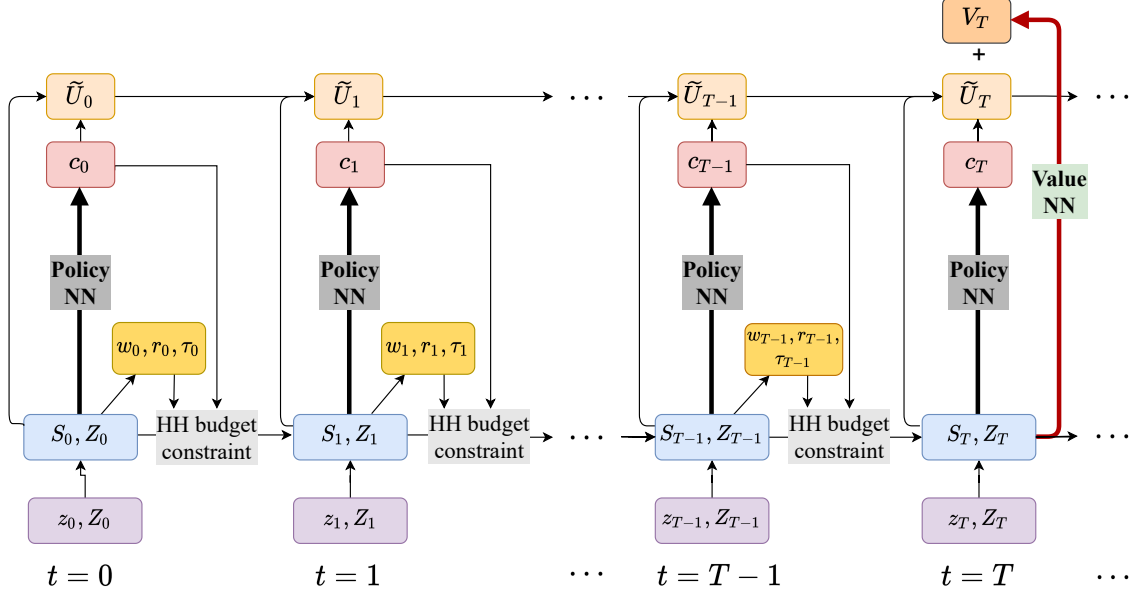 V_T
+
Ũ_0
Ũ_1
· · ·
Ũ_{T−1}
Ũ_T
· · ·
c_0
c_1
c_{T−1}
c_T
Value
NN
Policy
NN
Policy
NN
Policy
NN
Policy
NN
w_0, r_0, τ_0
w_1, r_1, τ_1
w_{T−1}, r_{T−1},
τ_{T−1}
S_0, Z_0
HH budget
constraint
S_1, Z_1
HH budget
constraint
· · ·
S_{T−1}, Z_{T−1}
HH budget
constraint
S_T, Z_T
· · ·
z_0, Z_0
z_1, Z_1
z_{T−1}, Z_{T−1}
z_T, Z_T
t = 0
t = 1
· · ·
t = T − 1
t = T
· · ·